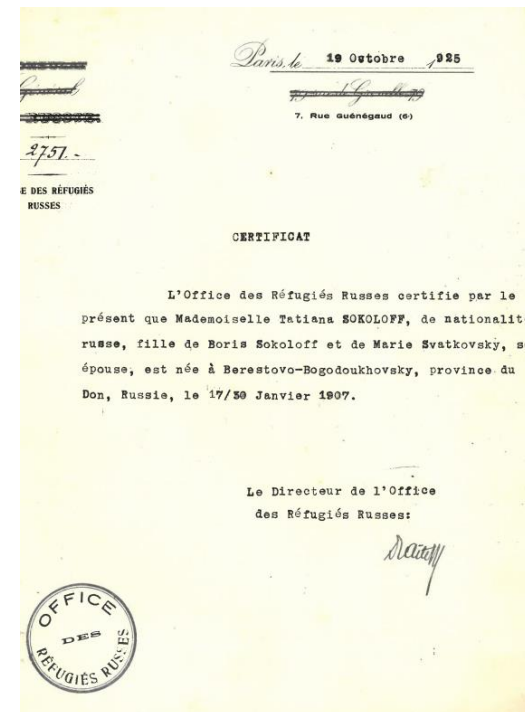 Paris, le 19 Octobre 1925
7, Rue Guénégaud (6e)
2751.-
E DES RÉFUGIÉS
RUSSES
CERTIFICAT
L'Office des Réfugiés Russes certifie par le
présent que Mademoiselle Tatiana SOKOLOFF, de nationalit
russe, fille de Boris Sokoloff et de Marie Svatkovsky, s
épouse, est née à Berestovo-Bogodoukhovsky, province du
Don, Russie, le 17/30 Janvier 1907.
Le Directeur de l'Office
des Réfugiés Russes:
OFFICE
DES
RÉFUGIÉS RUSSES